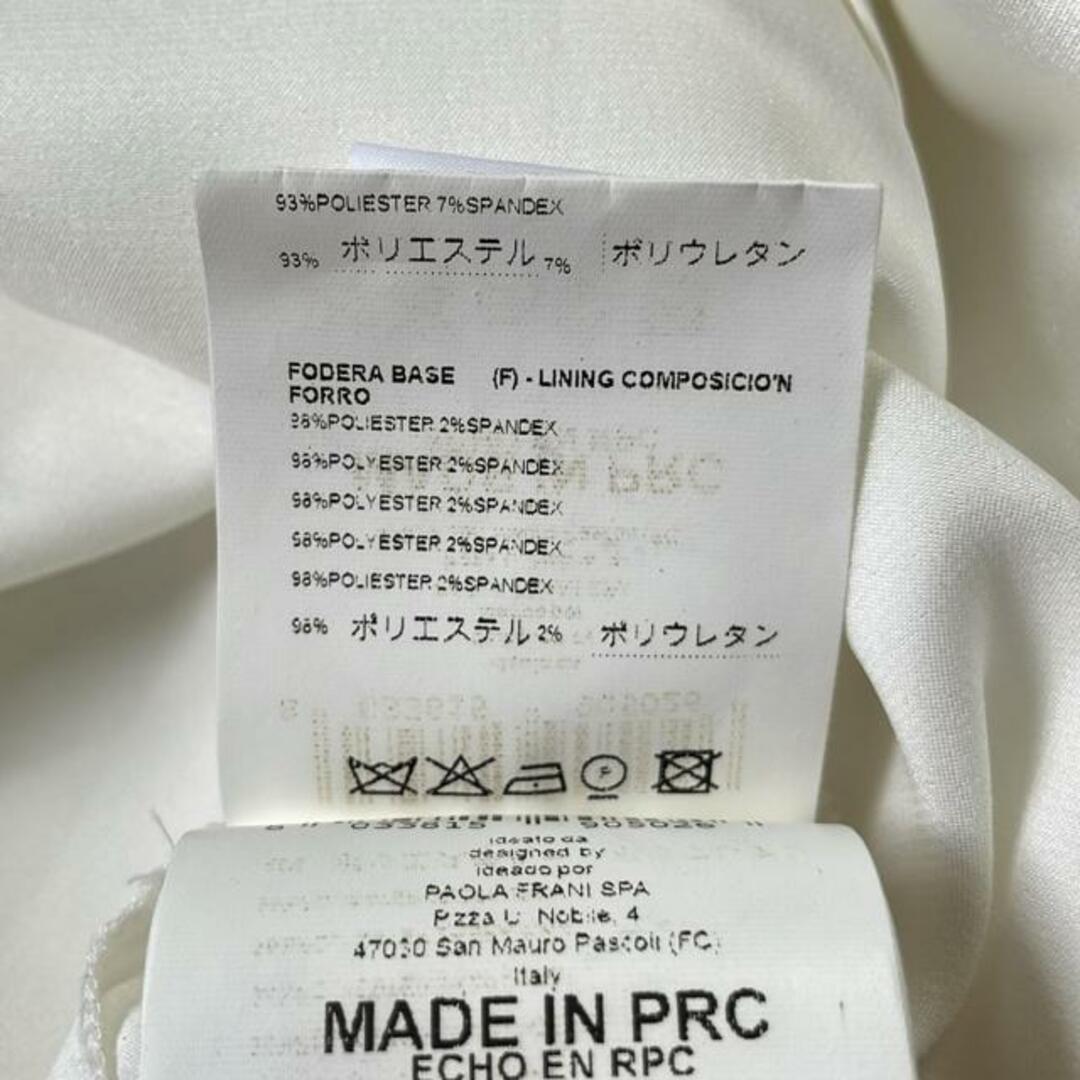 93%POLIESTER 7%SPANDEX
93% ポリエステル 7% ポリウレタン
FODERA BASE (F) - LINING COMPOSICIO'N
FORRO
98%POLIESTER 2%SPANDEX
98%POLYESTER 2%SPANDEX
98%POLYESTER 2%SPANDEX
98%POLYESTER 2%SPANDEX
98%POLIESTER 2%SPANDEX
98% ポリエステル 2% ポリウレタン
F
8 033615 905026
ideato da
designed by
ideado por
PAOLA FRANI SPA
P.zza U. Nobile, 4
47030 San Mauro Pascoli (FC)
Italy
MADE IN PRC
ECHO EN RPC